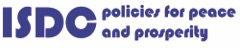 ISDC policies for peace
and prosperity